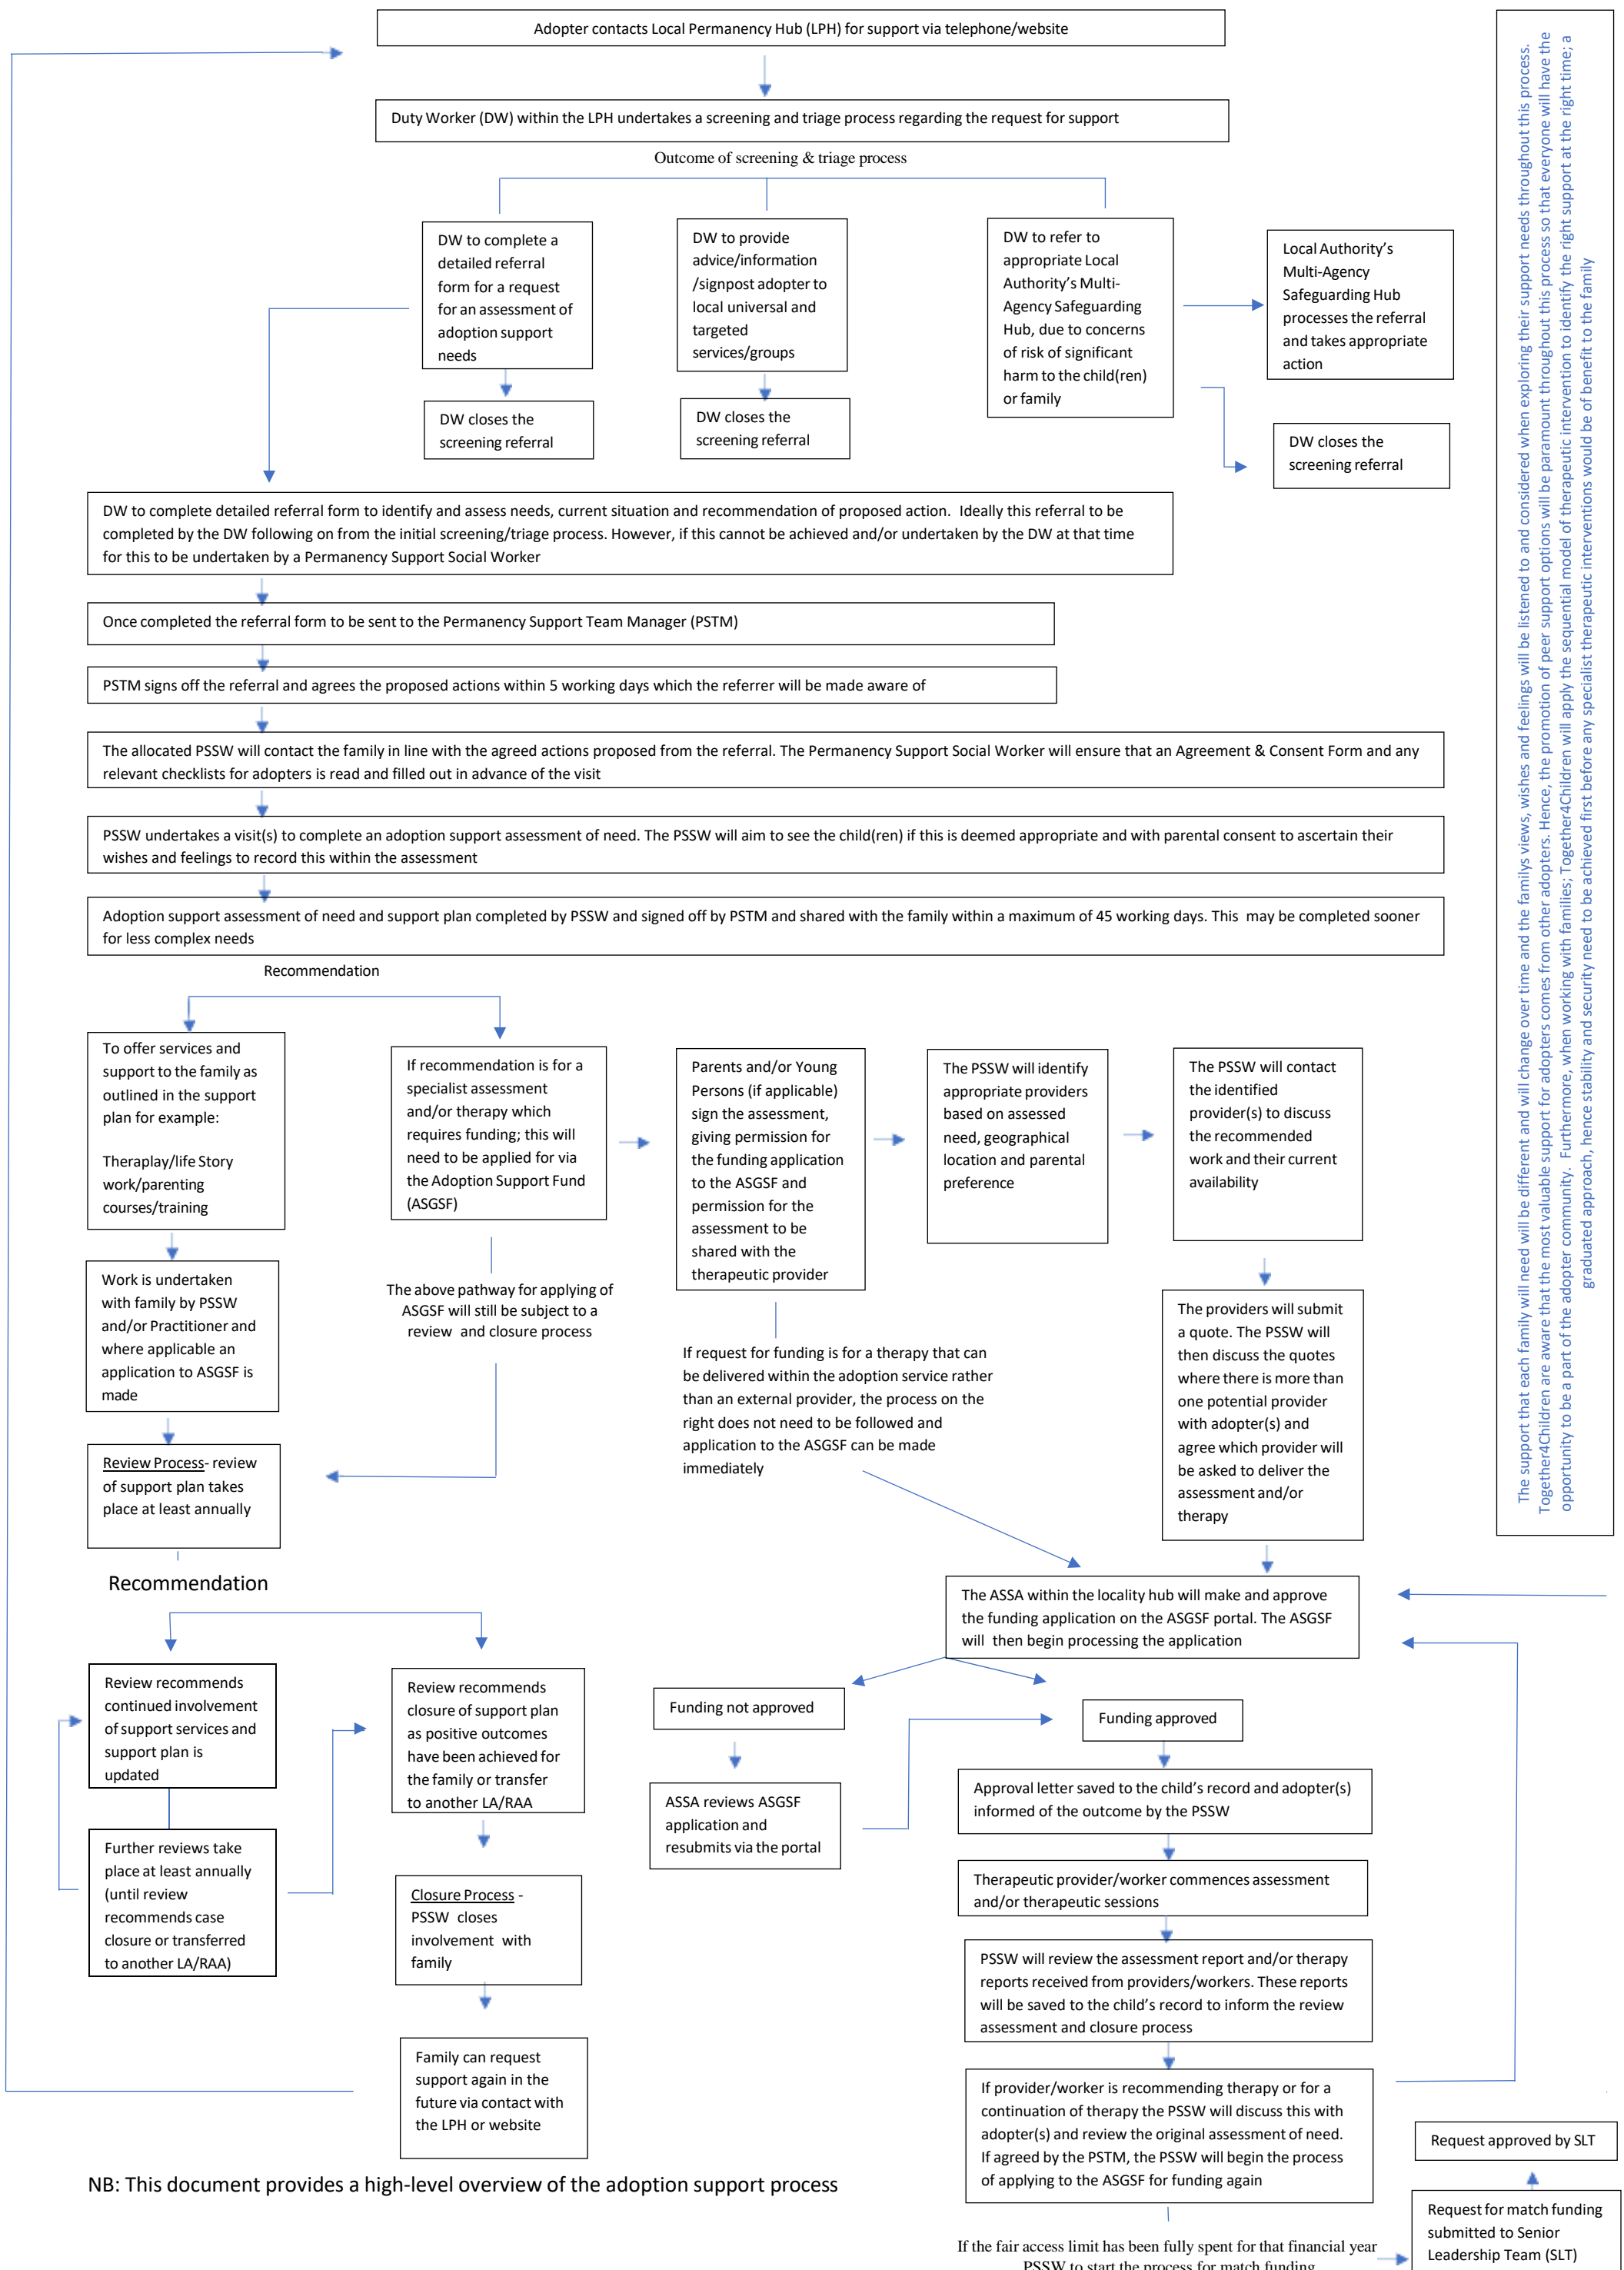 Adopter contacts Local Permanency Hub (LPH) for support via telephone/website
Duty Worker (DW) within the LPH undertakes a screening and triage process regarding the request for support
Outcome of screening & triage process
DW to complete a
detailed referral
form for a request
for an assessment of
adoption support
needs
DW closes the
screening referral
DW to provide
advice/information
/signpost adopter to
local universal and
targeted
services/groups
DW closes the
screening referral
DW to refer to
appropriate Local
Authority's Multi-
Agency Safeguarding
Hub, due to concerns
of risk of significant
harm to the child(ren)
or family
Local Authority's
Multi-Agency
Safeguarding Hub
processes the referral
and takes appropriate
action
DW closes the
screening referral
DW to complete detailed referral form to identify and assess needs, current situation and recommendation of proposed action. Ideally this referral to be
completed by the DW following on from the initial screening/triage process. However, if this cannot be achieved and/or undertaken by the DW at that time
for this to be undertaken by a Permanency Support Social Worker
Once completed the referral form to be sent to the Permanency Support Team Manager (PSTM)
PSTM signs off the referral and agrees the proposed actions within 5 working days which the referrer will be made aware of
The allocated PSSW will contact the family in line with the agreed actions proposed from the referral. The Permanency Support Social Worker will ensure that an Agreement & Consent Form and any
relevant checklists for adopters is read and filled out in advance of the visit
PSSW undertakes a visit(s) to complete an adoption support assessment of need. The PSSW will aim to see the child(ren) if this is deemed appropriate and with parental consent to ascertain their
wishes and feelings to record this within the assessment
Adoption support assessment of need and support plan completed by PSSW and signed off by PSTM and shared with the family within a maximum of 45 working days. This may be completed sooner
for less complex needs
Recommendation
To offer services and
support to the family as
outlined in the support
plan for example:
Theraplay/life Story
work/parenting
courses/training
Work is undertaken
with family by PSSW
and/or Practitioner and
where applicable an
application to ASGSF is
made
Review Process- review
of support plan takes
place at least annually
If recommendation is for a
specialist assessment
and/or therapy which
requires funding; this will
need to be applied for via
the Adoption Support Fund
(ASGSF)
The above pathway for applying of
ASGSF will still be subject to a
review and closure process
Parents and/or Young
Persons (if applicable)
sign the assessment,
giving permission for
the funding application
to the ASGSF and
permission for the
assessment to be
shared with the
therapeutic provider
If request for funding is for a therapy that can
be delivered within the adoption service rather
than an external provider, the process on the
right does not need to be followed and
application to the ASGSF can be made
immediately
The PSSW will identify
appropriate providers
based on assessed
need, geographical
location and parental
preference
The PSSW will contact
the identified
provider(s) to discuss
the recommended
work and their current
availability
The providers will submit
a quote. The PSSW will
then discuss the quotes
where there is more than
one potential provider
with adopter(s) and
agree which provider will
be asked to deliver the
assessment and/or
therapy
Recommendation
Review recommends
continued involvement
of support services and
support plan is
updated
Further reviews take
place at least annually
(until review
recommends case
closure or transferred
to another LA/RAA)
Review recommends
closure of support plan
as positive outcomes
have been achieved for
the family or transfer
to another LA/RAA
Closure Process -
PSSW closes
involvement with
family
Family can request
support again in the
future via contact with
the LPH or website
The ASSA within the locality hub will make and approve
the funding application on the ASGSF portal. The ASGSF
will then begin processing the application
Funding not approved
ASSA reviews ASGSF
application and
resubmits via the portal
Funding approved
Approval letter saved to the child's record and adopter(s)
informed of the outcome by the PSSW
Therapeutic provider/worker commences assessment
and/or therapeutic sessions
PSSW will review the assessment report and/or therapy
reports received from providers/workers. These reports
will be saved to the child's record to inform the review
assessment and closure process
If provider/worker is recommending therapy or for a
continuation of therapy the PSSW will discuss this with
adopter(s) and review the original assessment of need.
If agreed by the PSTM, the PSSW will begin the process
of applying to the ASGSF for funding again
If the fair access limit has been fully spent for that financial year
PSSW to start the process for match funding
Request approved by SLT
Request for match funding
submitted to Senior
Leadership Team (SLT)
NB: This document provides a high-level overview of the adoption support process
The support that each family will need will be different and will change over time and the familys views, wishes and feelings will be listened to and considered when exploring their support needs throughout this process.
Together4Children are aware that the most valuable support for adopters comes from other adopters. Hence, the promotion of peer support options will be paramount throughout this process so that everyone will have the
opportunity to be a part of the adopter community. Furthermore, when working with families; Together4Children will apply the sequential model of therapeutic intervention to identify the right support at the right time; a
graduated approach, hence stability and security need to be achieved first before any specialist therapeutic interventions would be of benefit to the family